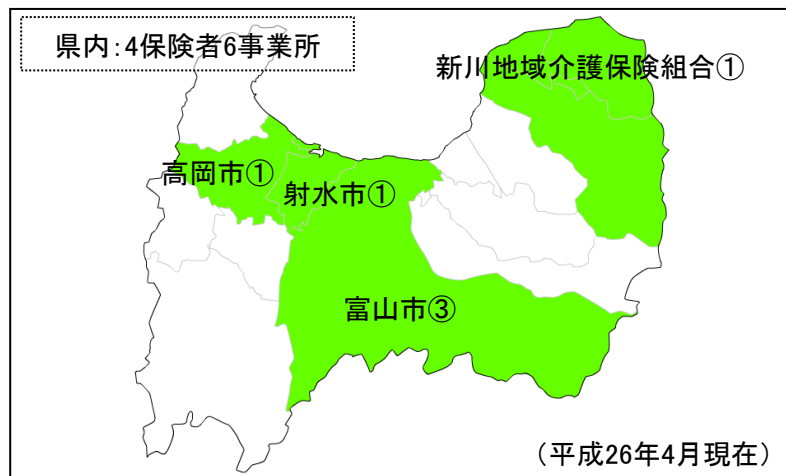 県内：4保険者6事業所
新川地域介護保険組合①
高岡市①
射水市①
富山市③
（平成26年4月現在）